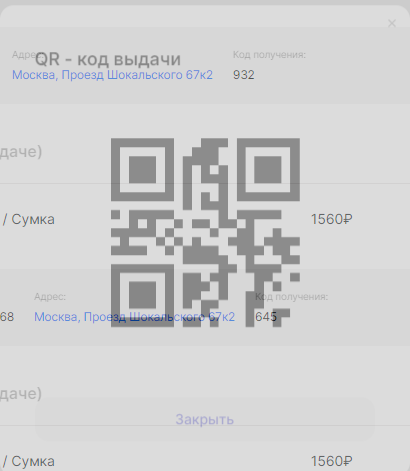 ×
Адрес:
Код получения:
QR - код выдачи
Москва, Проезд Шокальского 67к2
932
даче)
/ Сумка
1560₽
Адрес:
Код получения:
68
Москва, Проезд Шокальского 67к2
645
даче)
Закрыть
/ Сумка
1560₽